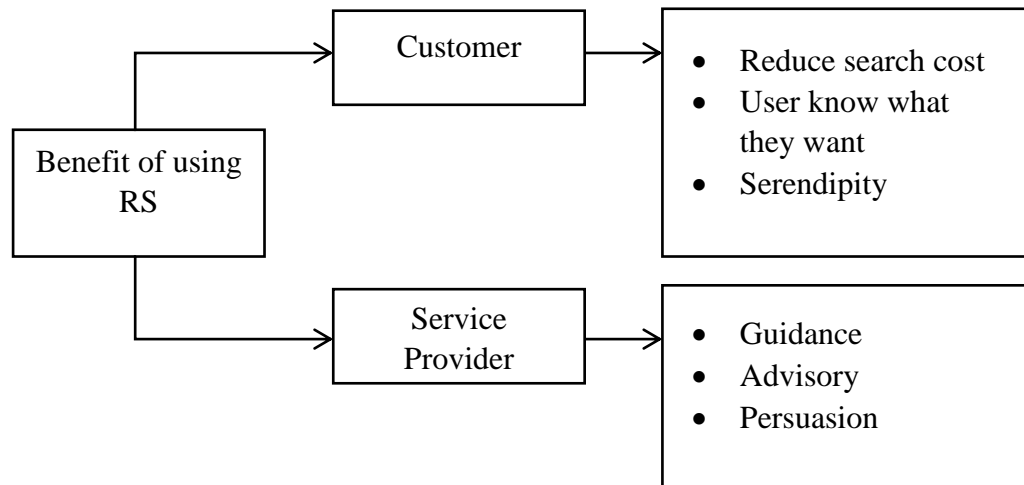 Customer
• Reduce search cost
• User know what
they want
• Serendipity
Benefit of using
RS
Service
Provider
• Guidance
• Advisory
• Persuasion